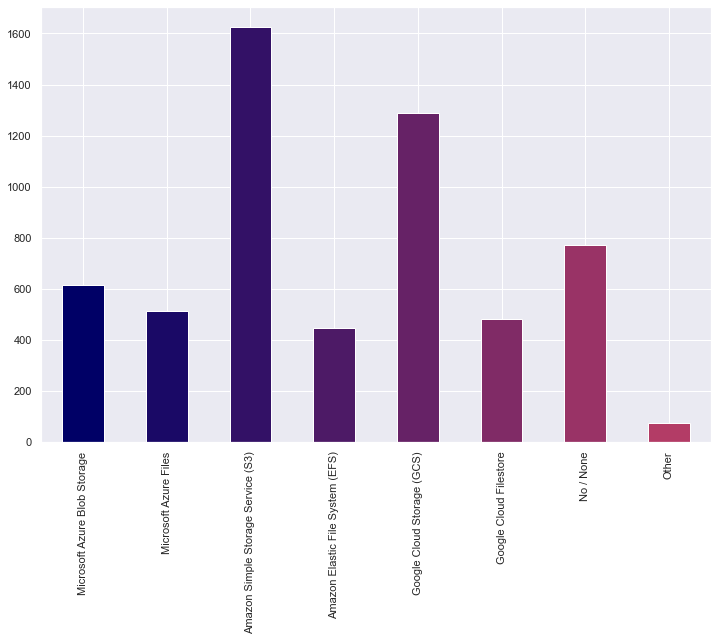 1600
1400
1200
1000
800
600
400
200
0
Microsoft Azure Blob Storage
Microsoft Azure Files
Amazon Simple Storage Service (S3)
Amazon Elastic File System (EFS)
Google Cloud Storage (GCS)
Google Cloud Filestore
No / None
Other